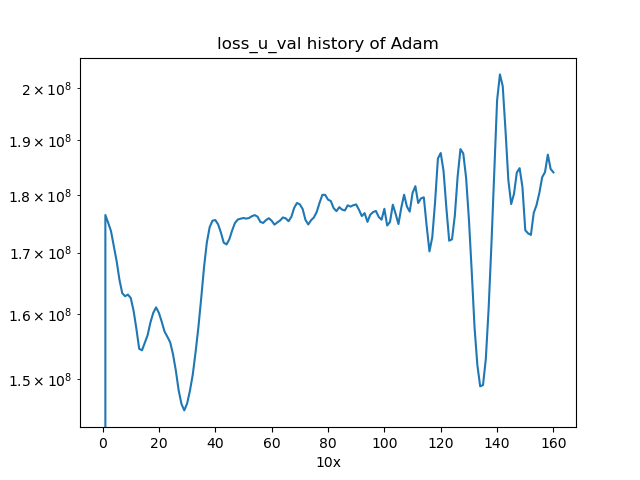 loss_u_val history of Adam
2 × 10⁸
1.9 × 10⁸
1.8 × 10⁸
1.7 × 10⁸
1.6 × 10⁸
1.5 × 10⁸
0 20 40 60 80 100 120 140 160
10x